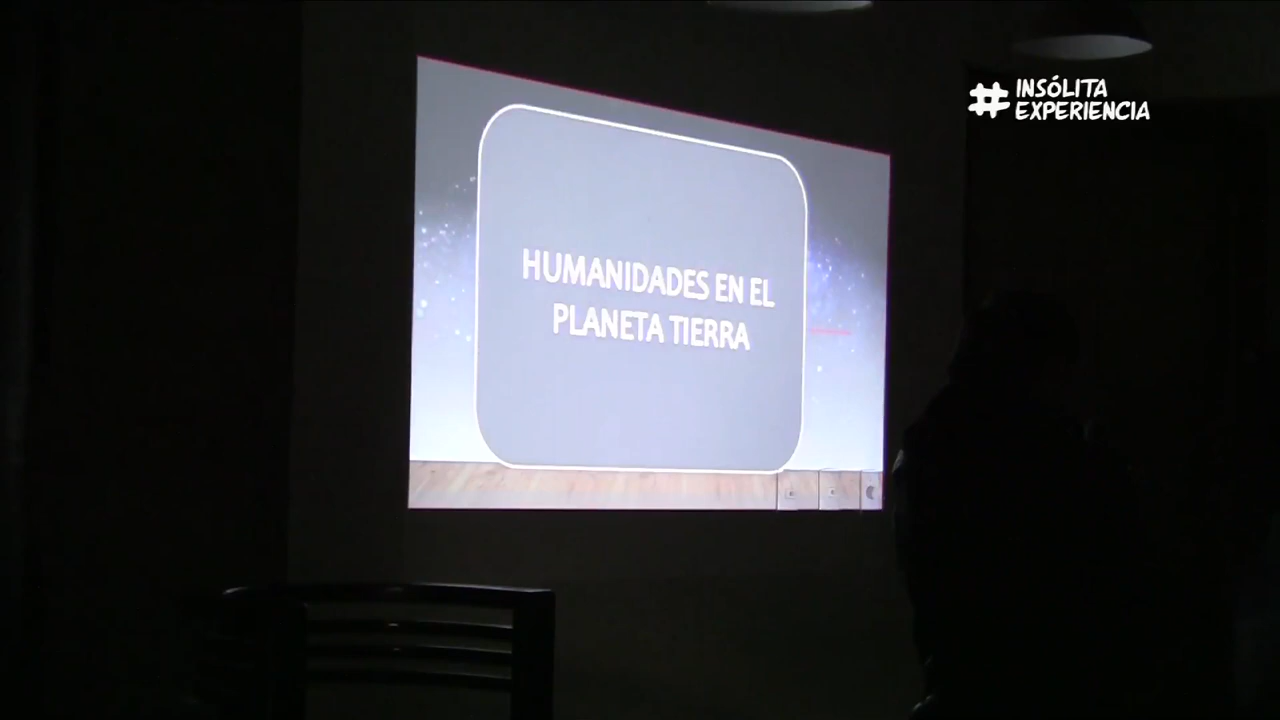 # INSÓLITA
EXPERIENCIA
HUMANIDADES EN EL
PLANETA TIERRA